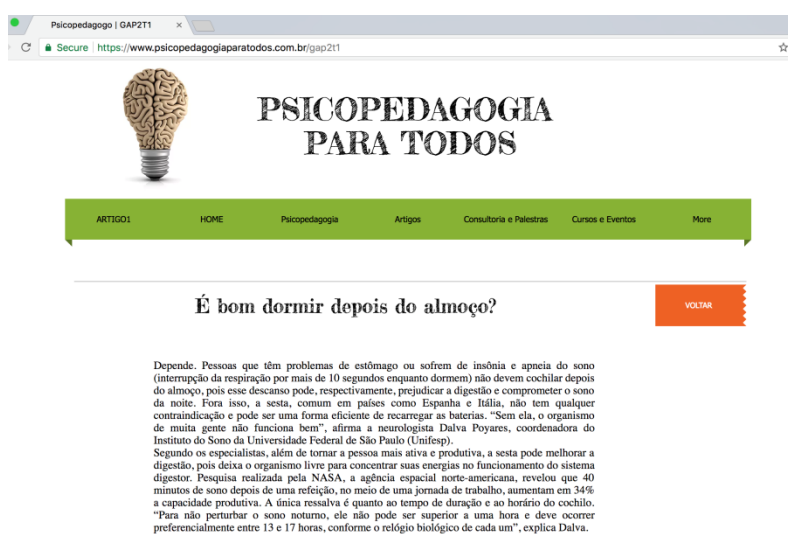 Psicopedagogo | GAP2T1
Secure https://www.psicopedagogiaparatodos.com.br/gap2t1
PSICOPEDAGOGIA
PARA TODOS
ARTIGO1 HOME Psicopedagogia Artigos Consultoria e Palestras Cursos e Eventos More
É bom dormir depois do almoço?
VOLTAR
Depende. Pessoas que têm problemas de estômago ou sofrem de insônia e apneia do sono
(interrupção da respiração por mais de 10 segundos enquanto dormem) não devem cochilar depois
do almoço, pois esse descanso pode, respectivamente, prejudicar a digestão e comprometer o sono
da noite. Fora isso, a sesta, comum em países como Espanha e Itália, não tem qualquer
contraindicação e pode ser uma forma eficiente de recarregar as baterias. “Sem ela, o organismo
de muita gente não funciona bem”, afirma a neurologista Dalva Poyares, coordenadora do
Instituto do Sono da Universidade Federal de São Paulo (Unifesp).
Segundo os especialistas, além de tornar a pessoa mais ativa e produtiva, a sesta pode melhorar a
digestão, pois deixa o organismo livre para concentrar suas energias no funcionamento do sistema
digestor. Pesquisa realizada pela NASA, a agência espacial norte-americana, revelou que 40
minutos de sono depois de uma refeição, no meio de uma jornada de trabalho, aumentam em 34%
a capacidade produtiva. A única ressalva é quanto ao tempo de duração e ao horário do cochilo.
“Para não perturbar o sono noturno, ele não pode ser superior a uma hora e deve ocorrer
preferencialmente entre 13 e 17 horas, conforme o relógio biológico de cada um”, explica Dalva.